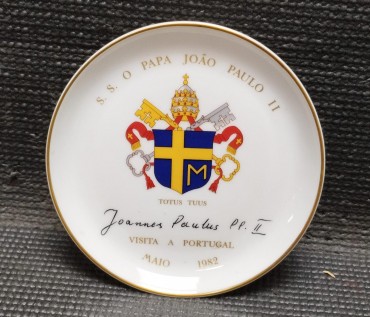 S. S. O PAPA JOÃO PAULO II
M
TOTUS TUUS
Joannes Paulus PP. II
VISITA A PORTUGAL
MAIO 1982